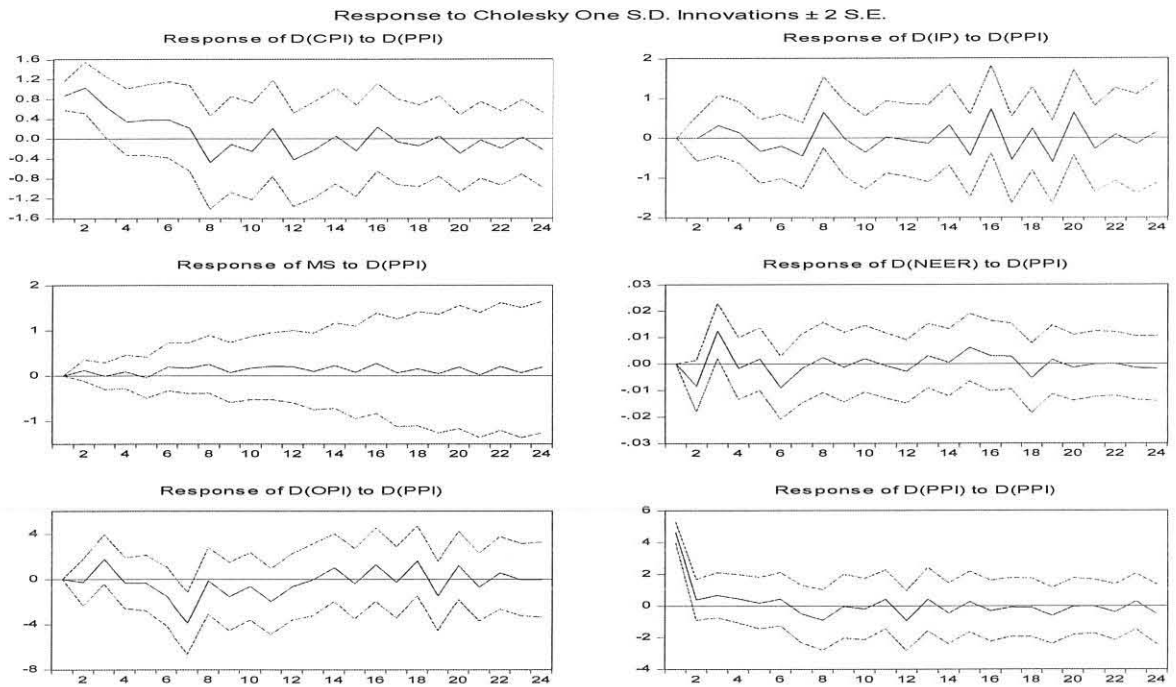 Response to Cholesky One S.D. Innovations ± 2 S.E.
Response of D(CPI) to D(PPI)
1.6
1.2
0.8
0.4
0.0
-0.4
-0.8
-1.2
-1.6
2 4 6 8 10 12 14 16 18 20 22 24
Response of D(IP) to D(PPI)
2
1
0
-1
-2
2 4 6 8 10 12 14 16 18 20 22 24
Response of MS to D(PPI)
2
1
0
-1
2 4 6 8 10 12 14 16 18 20 22 24
Response of D(NEER) to D(PPI)
.03
.02
.01
.00
-.01
-.02
-.03
2 4 6 8 10 12 14 16 18 20 22 24
Response of D(OPI) to D(PPI)
4
0
-4
-8
2 4 6 8 10 12 14 16 18 20 22 24
Response of D(PPI) to D(PPI)
6
4
2
0
-2
-4
2 4 6 8 10 12 14 16 18 20 22 24